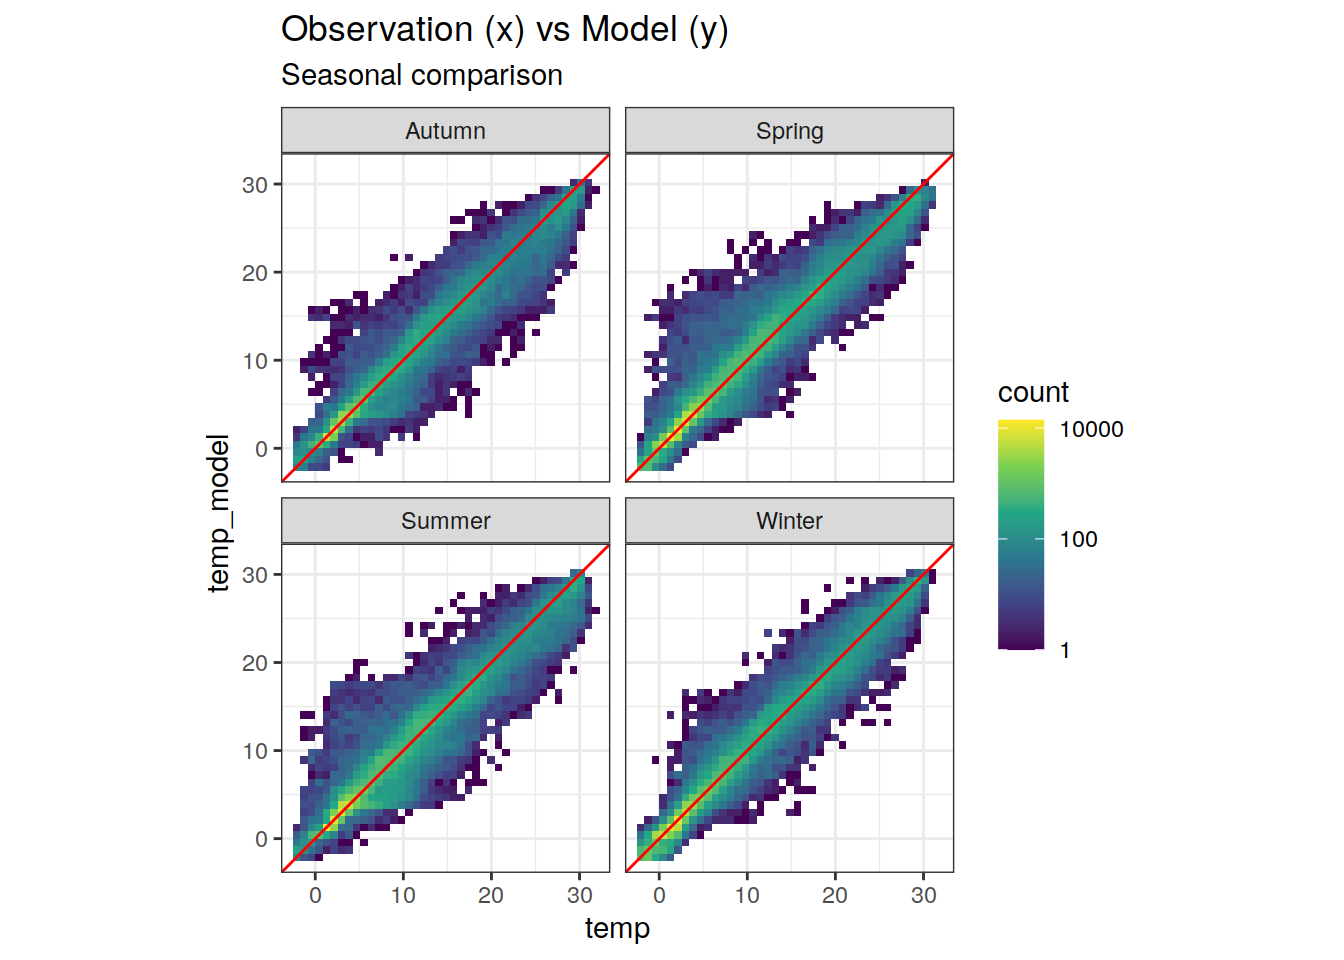 Observation (x) vs Model (y)
Seasonal comparison
Autumn
Spring
30
20
10
0
temp_model
Summer
Winter
30
20
10
0
0 10 20 30
0 10 20 30
temp
count
10000
100
1